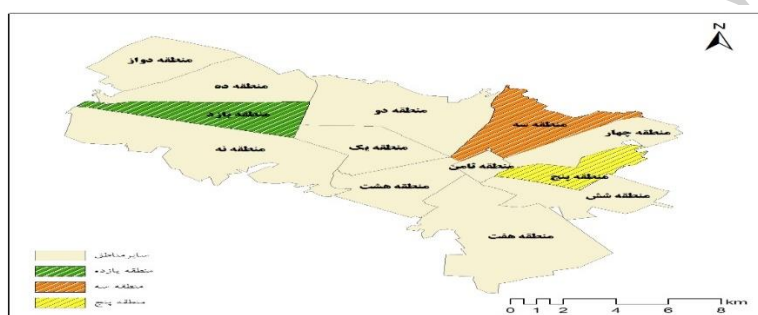 N
منطقه دواز
منطقه ده
منطقه دو
منطقه یازد
منطقه سه
منطقه چهار
منطقه نه
منطقه یک
منطقه ثامن
منطقه پنج
منطقه هشت
منطقه شش
منطقه هفت
سایر مناطق
منطقه یازده
منطقه سه
منطقه پنج
0 1 2 4 6 8 km